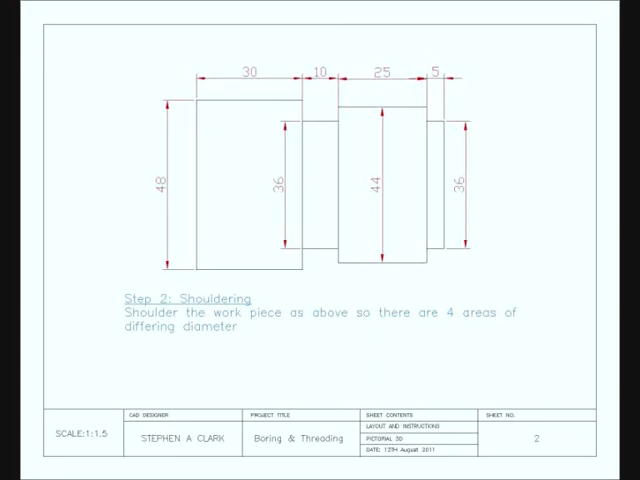 30 10 25 5
48 36 44 36
Step 2: Shouldering
Shoulder the work piece as above so there are 4 areas of
differing diameter
SCALE:1:1.5
CAD DESIGNER
STEPHEN A CLARK
PROJECT TITLE
Boring & Threading
SHEET CONTENTS
LAYOUT AND INSTRUCTIONS
PICTORIAL 3D
DATE: 12TH August 2011
SHEET NO.
2